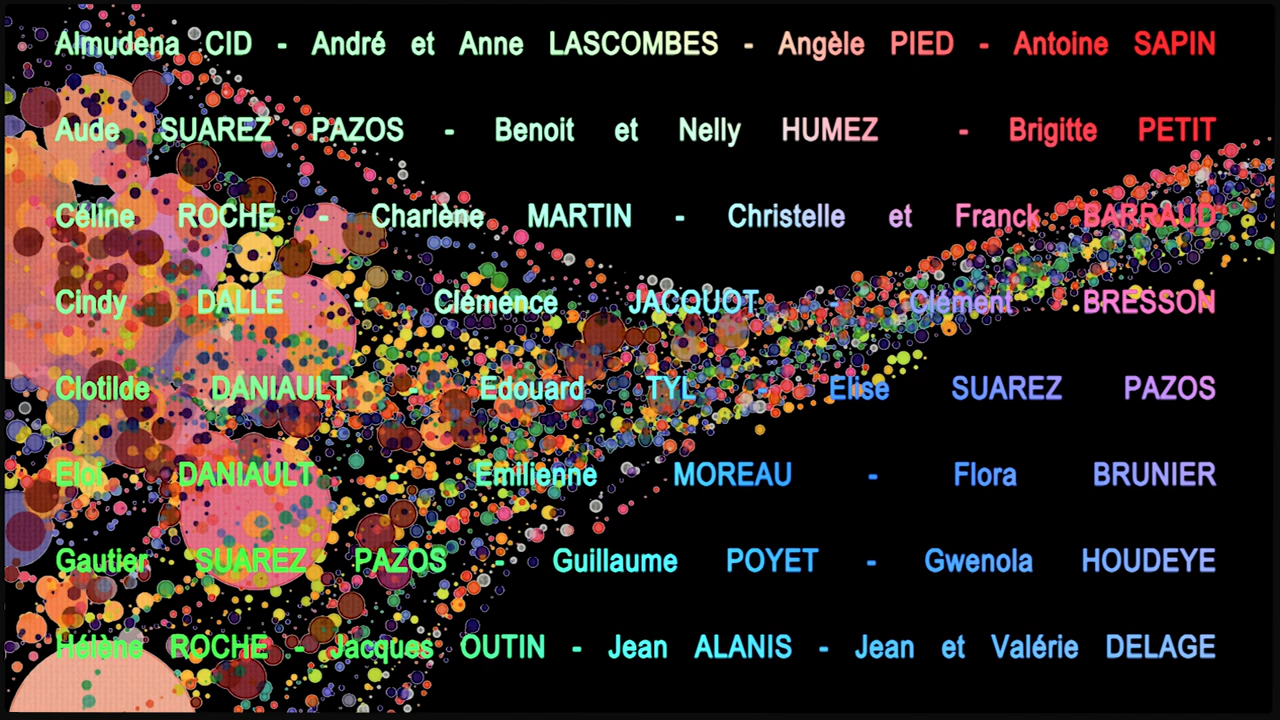 Almudena CID - André et Anne LASCOMBES - Angèle PIED - Antoine SAPIN
Aude SUAREZ PAZOS - Benoit et Nelly HUMEZ - Brigitte PETIT
Céline ROCHE - Charlène MARTIN - Christelle et Franck BARRAUD
Cindy DALLE - Clémence JACQUOT - Clément BRESSON
Clotilde DANIAULT - Edouard TYL - Elise SUAREZ PAZOS
Eloi DANIAULT - Emilienne MOREAU - Flora BRUNIER
Gautier SUAREZ PAZOS - Guillaume POYET - Gwenola HOUDEYE
Hélène ROCHE - Jacques OUTIN - Jean ALANIS - Jean et Valérie DELAGE